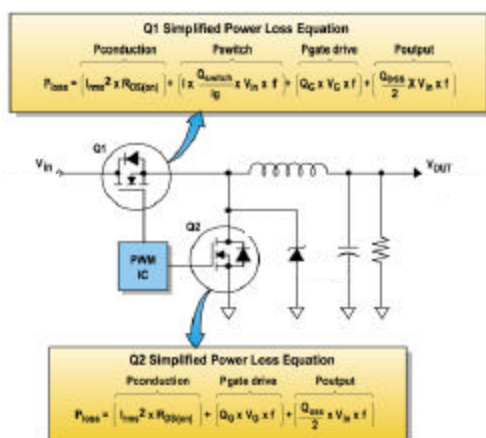 Q1 Simplified Power Loss Equation
Pconduction Pswitch Pgate drive Poutput
Ploss = (Irms² x RDS(on)) + (I x Qswitch/Ig x Vin x f) + (QG x VG x f) + (Qoss/2 x Vin x f)
Q1
VIN
VOUT
Q2
PWM
IC
Q2 Simplified Power Loss Equation
Pconduction Pgate drive Poutput
Ploss = (Irms² x RDS(on)) + (QG x VG x f) + (Qoss/2 x Vin x f)